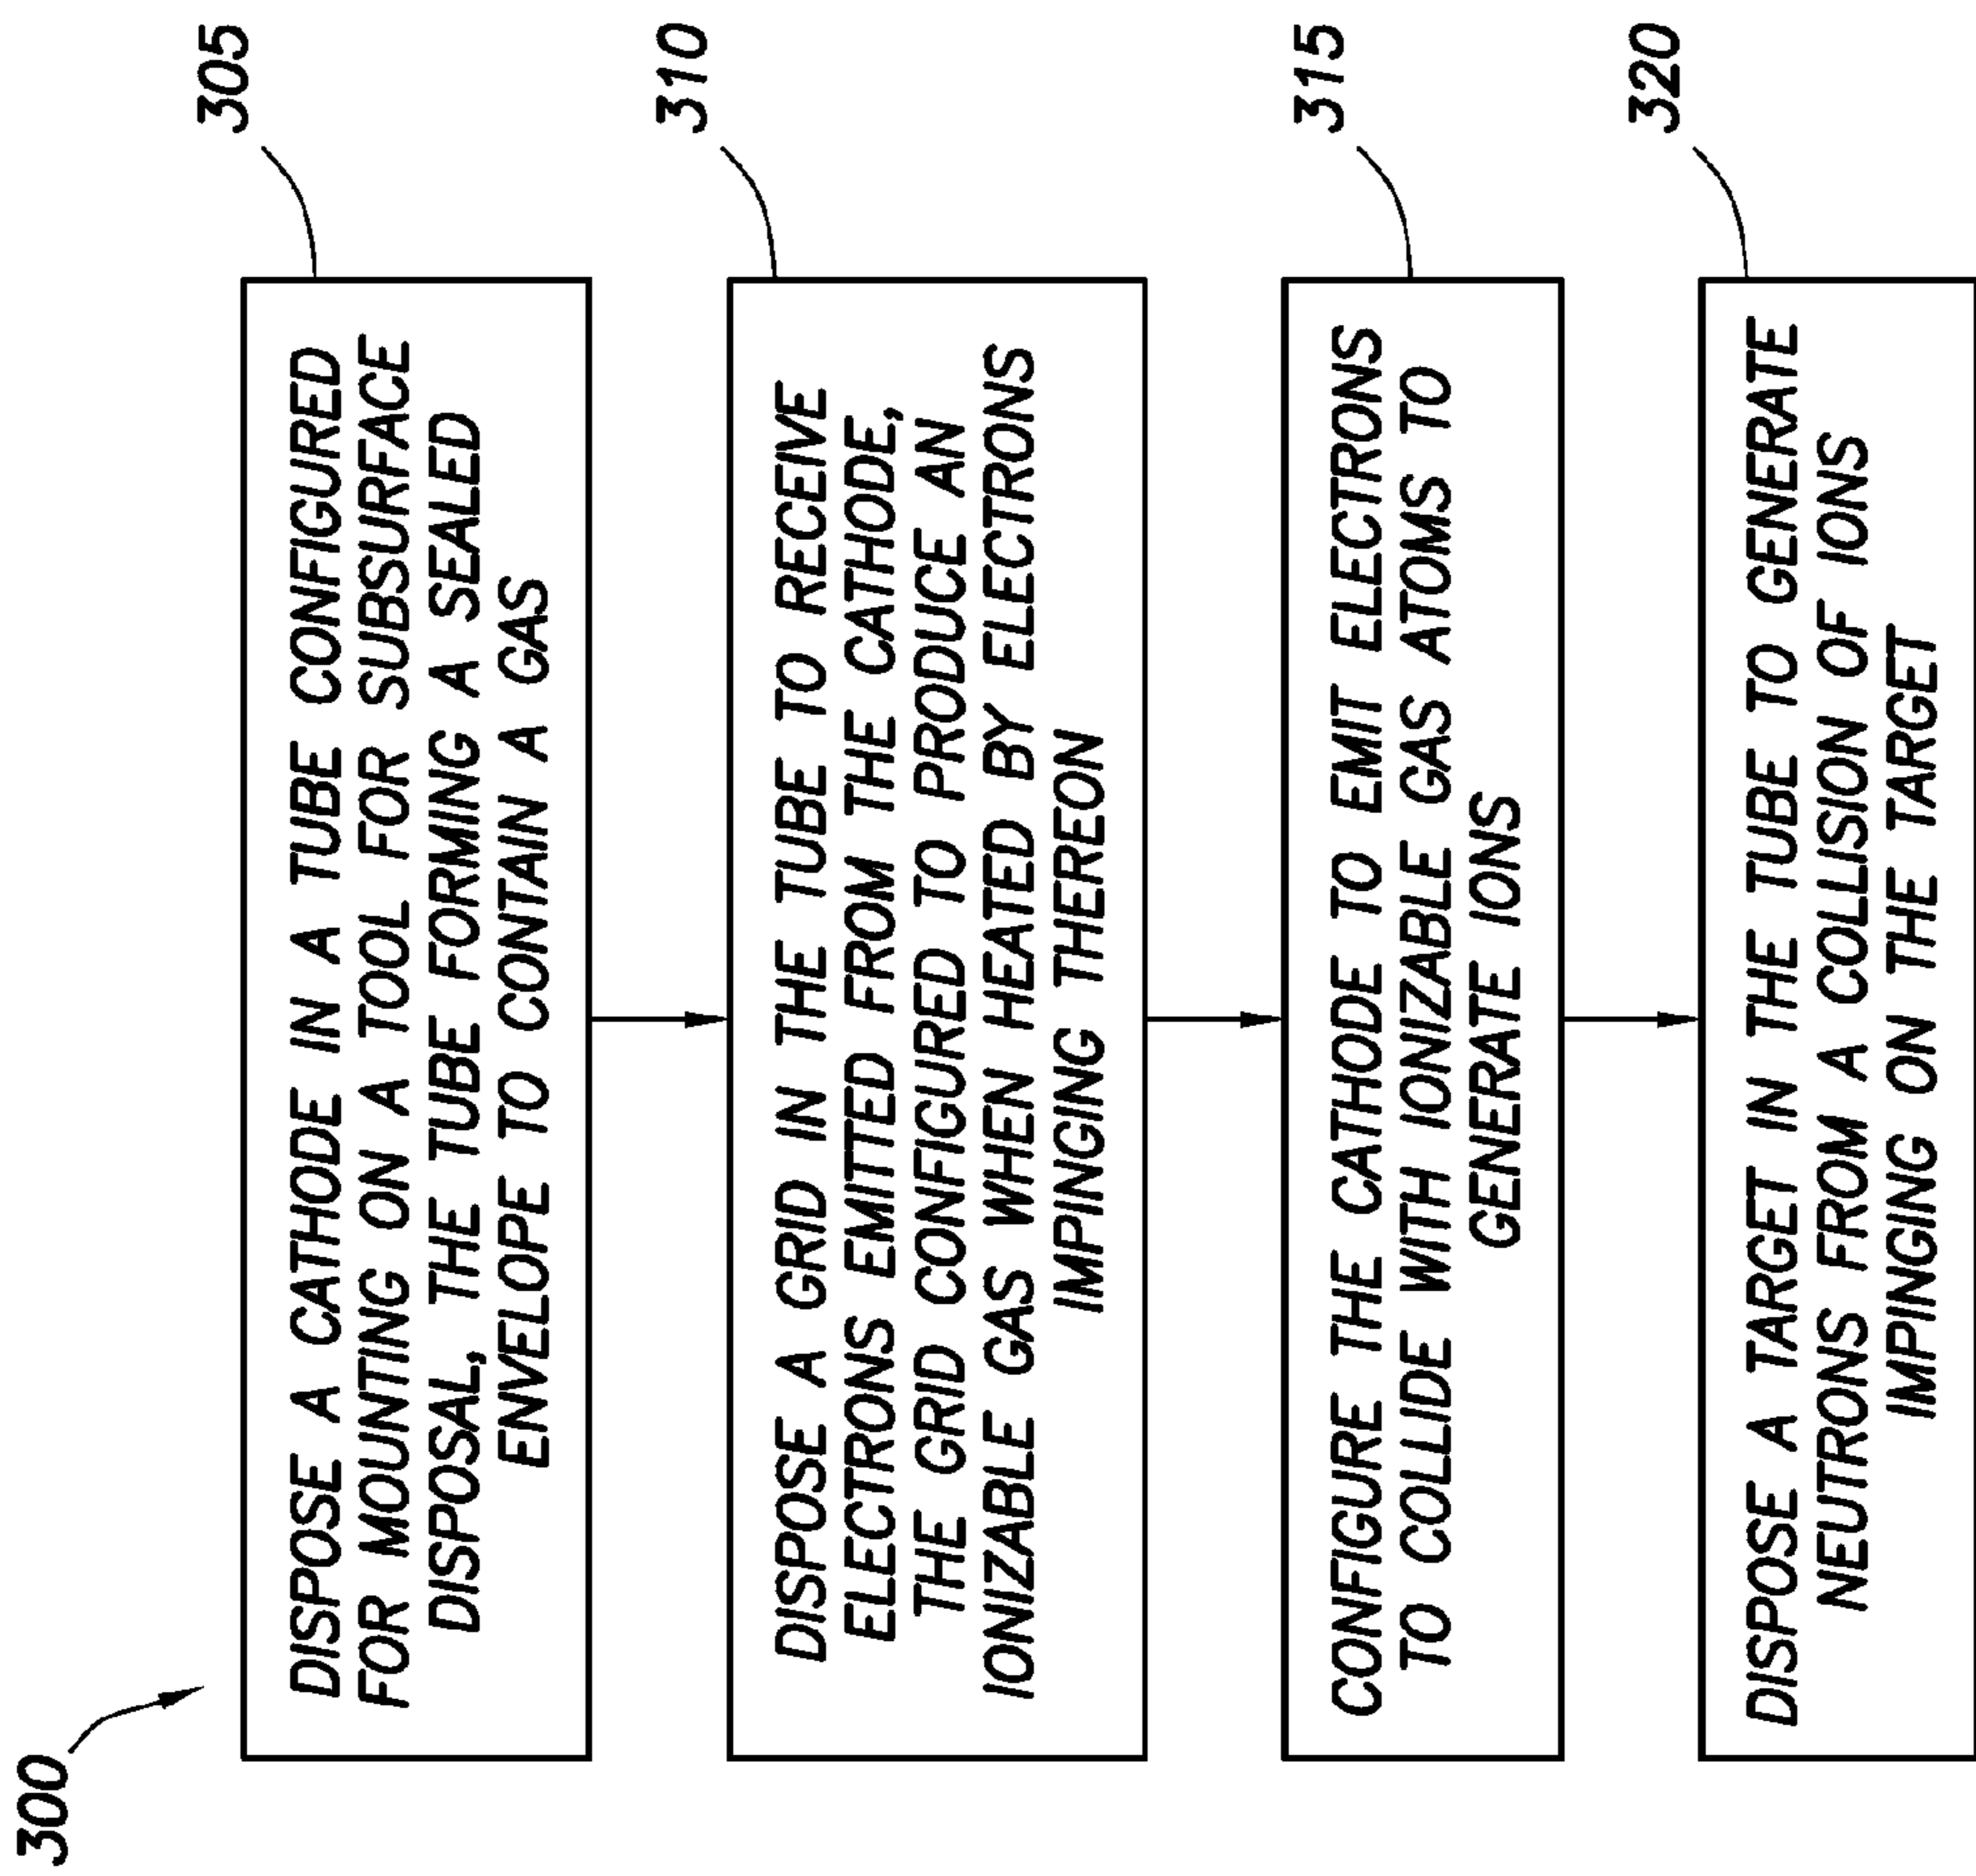 300
305
DISPOSE A CATHODE IN A TUBE CONFIGURED
FOR MOUNTING ON A TOOL FOR SUBSURFACE
DISPOSAL, THE TUBE FORMING A SEALED
ENVELOPE TO CONTAIN A GAS
310
DISPOSE A GRID IN THE TUBE TO RECEIVE
ELECTRONS EMITTED FROM THE CATHODE,
THE GRID CONFIGURED TO PRODUCE AN
IONIZABLE GAS WHEN HEATED BY ELECTRONS
IMPINGING THEREON
315
CONFIGURE THE CATHODE TO EMIT ELECTRONS
TO COLLIDE WITH IONIZABLE GAS ATOMS TO
GENERATE IONS
320
DISPOSE A TARGET IN THE TUBE TO GENERATE
NEUTRONS FROM A COLLISION OF IONS
IMPINGING ON THE TARGET